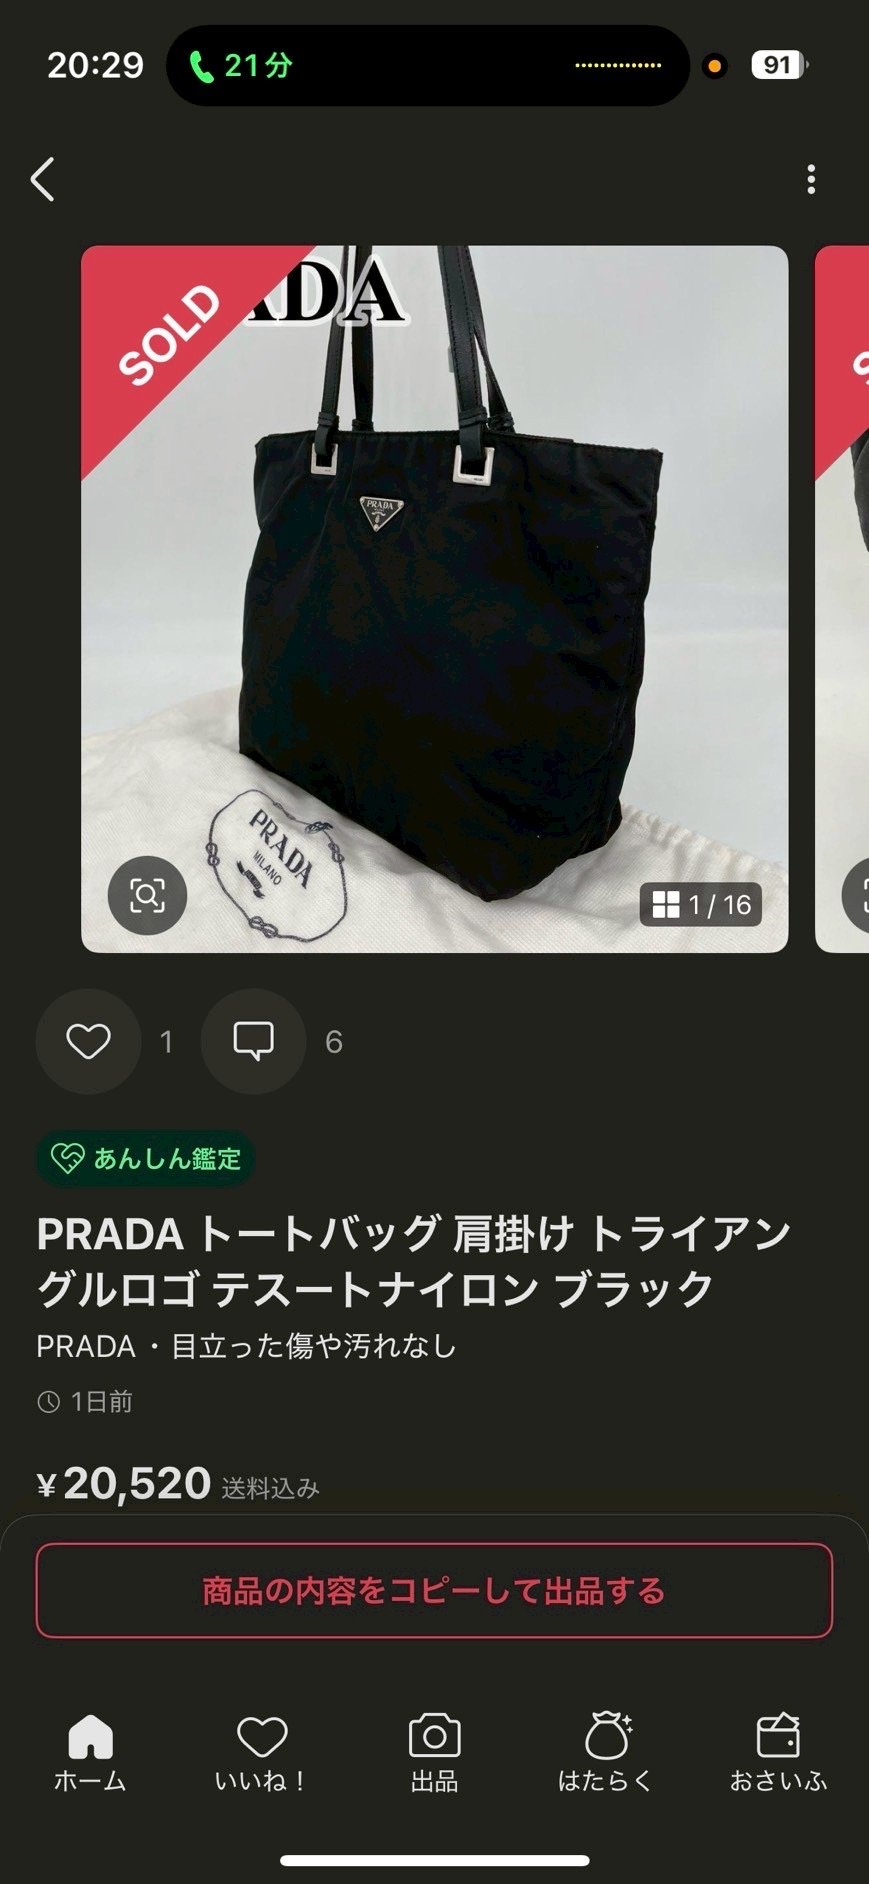 20:29
21分
91
SOLD
ADA
PRADA
PRADA
MILANO
1 / 16
1
6
あんしん鑑定
PRADA トートバッグ 肩掛け トライアン
グルロゴ テスートナイロン ブラック
PRADA・目立った傷や汚れなし
1日前
¥20,520 送料込み
商品の内容をコピーして出品する
ホーム
いいね！
出品
はたらく
おさいふ